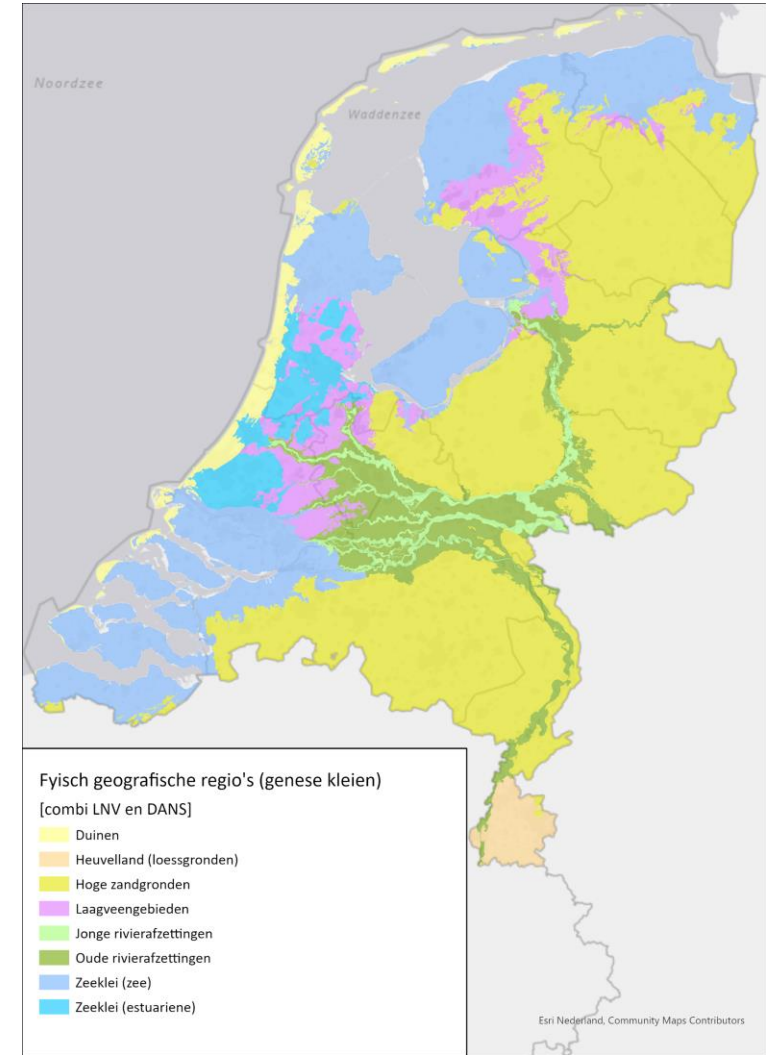 Noordzee
Waddenzee
Fyisch geografische regio's (genese kleien)
[combi LNV en DANS]
Duinen
Heuvelland (loessgronden)
Hoge zandgronden
Laagveengebieden
Jonge rivierafzettingen
Oude rivierafzettingen
Zeeklei (zee)
Zeeklei (estuariene)
Esri Nederland, Community Maps Contributors